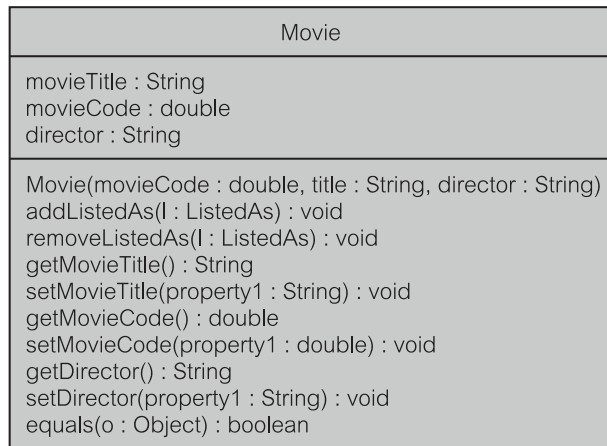 Movie
movieTitle : String
movieCode : double
director : String
Movie(movieCode : double, title : String, director : String)
addListedAs(l : ListedAs) : void
removeListedAs(l : ListedAs) : void
getMovieTitle() : String
setMovieTitle(property1 : String) : void
getMovieCode() : double
setMovieCode(property1 : double) : void
getDirector() : String
setDirector(property1 : String) : void
equals(o : Object) : boolean